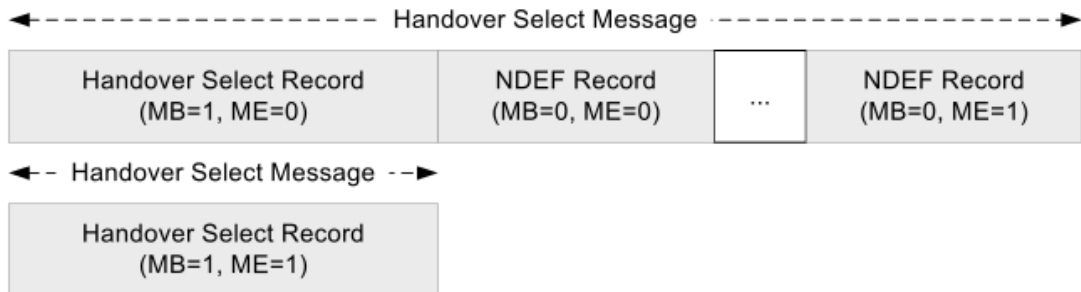 Handover Select Message
Handover Select Record
(MB=1, ME=0)
NDEF Record
(MB=0, ME=0)
...
NDEF Record
(MB=0, ME=1)
Handover Select Message
Handover Select Record
(MB=1, ME=1)